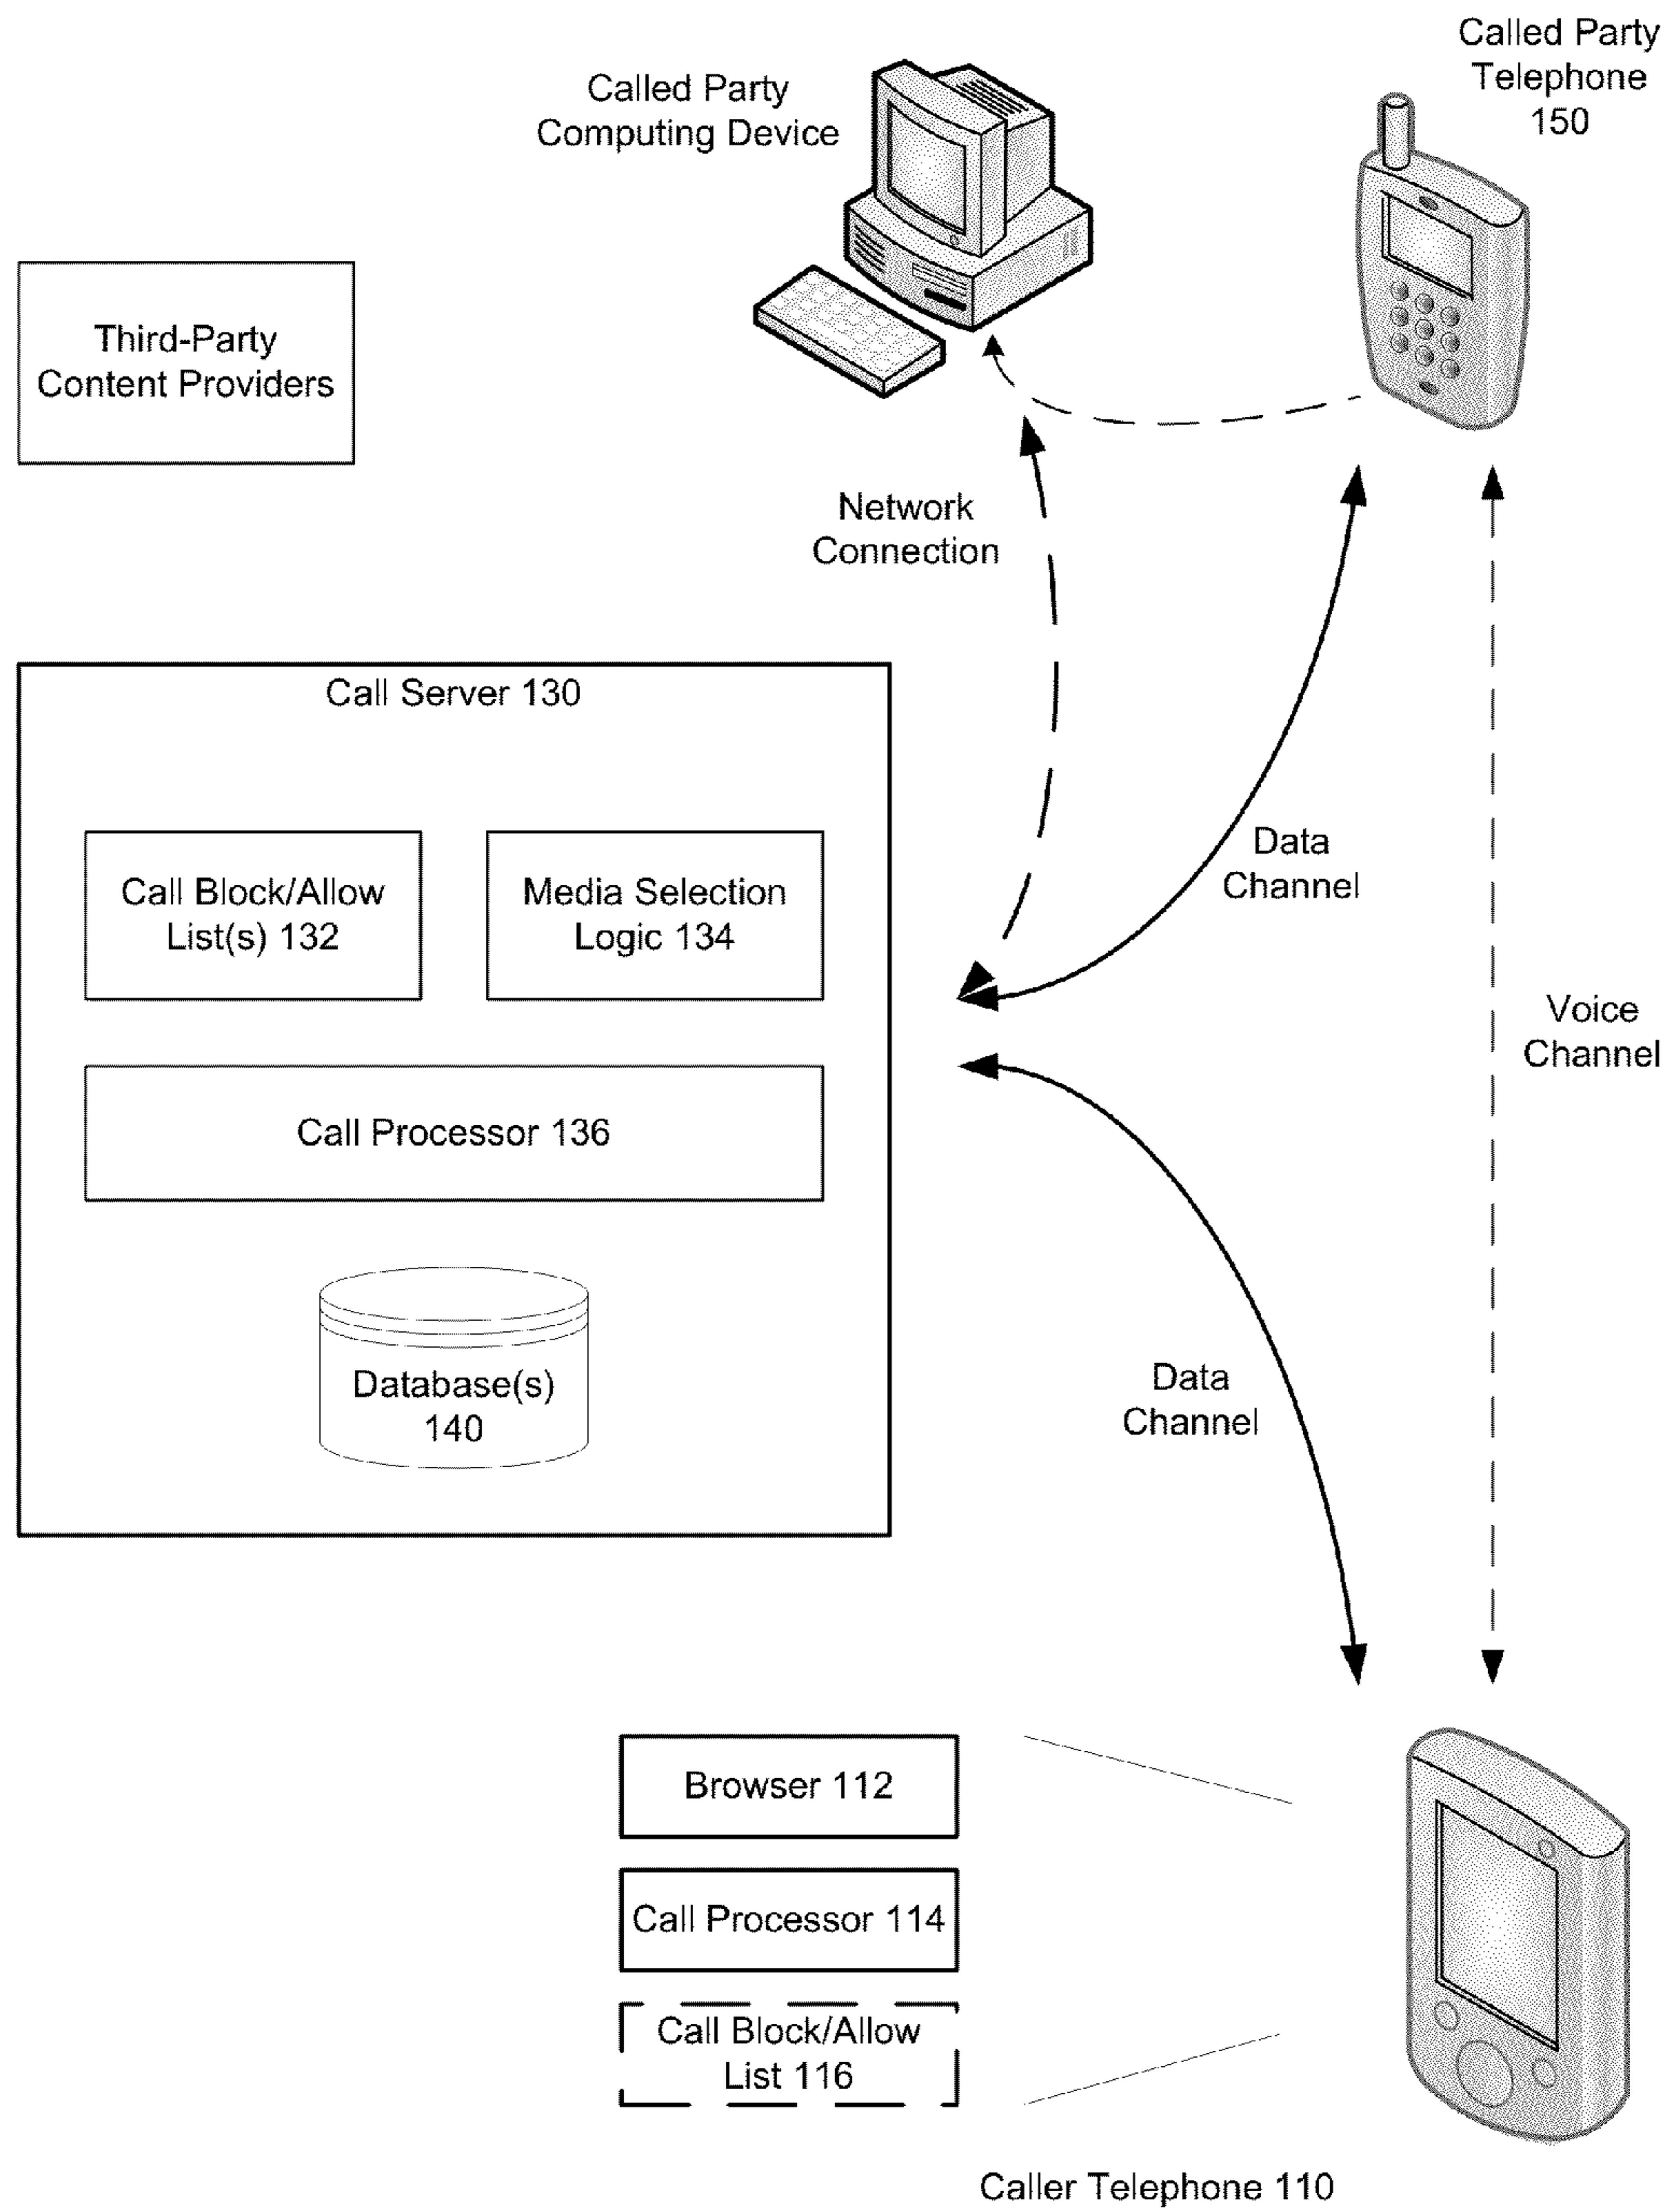 Called Party
Telephone
150
Called Party
Computing Device
Third-Party
Content Providers
Network
Connection
Call Server 130
Call Block/Allow
List(s) 132
Media Selection
Logic 134
Data
Channel
Voice
Channel
Call Processor 136
Database(s)
140
Data
Channel
Browser 112
Call Processor 114
Call Block/Allow
List 116
Caller Telephone 110